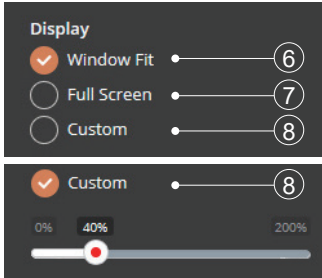 Display
Window Fit 6
Full Screen 7
Custom 8
Custom 8
0% 40% 200%